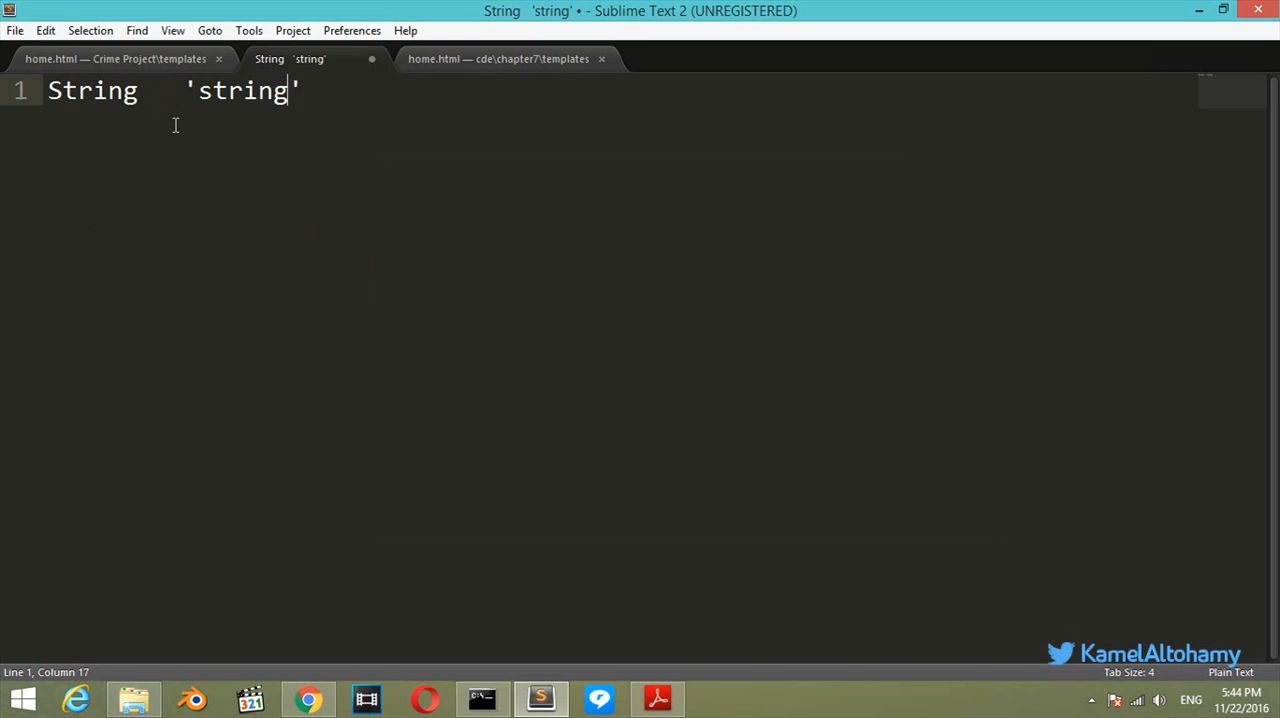 String   'string' • - Sublime Text 2 (UNREGISTERED)
File Edit Selection Find View Goto Tools Project Preferences Help
home.html — Crime Project\templates × String   'string' home.html — cde\chapter7\templates ×
1 String   'string'
KamelAltohamy
Line 1, Column 17 Tab Size: 4 Plain Text
321 ENG 5:44 PM
11/22/2016